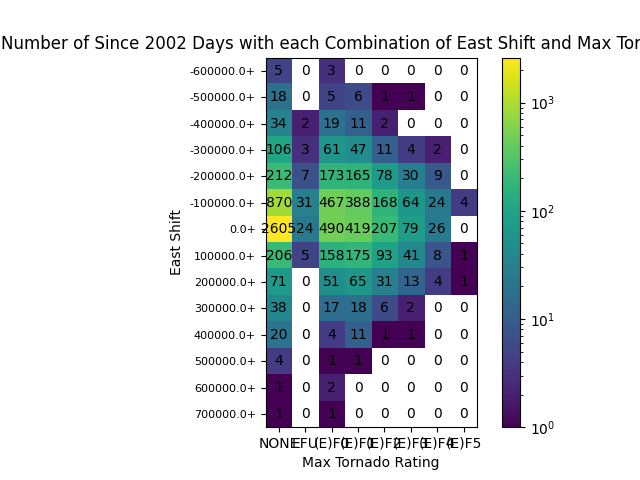 Number of Since 2002 Days with each Combination of East Shift and Max Tor
-600000.0+ 5 0 3 0 0 0 0 0
-500000.0+ 18 0 5 6 1 1 0 0
-400000.0+ 34 2 19 11 2 0 0 0
-300000.0+ 106 3 61 47 11 4 2 0
-200000.0+ 212 7 173 165 78 30 9 0
-100000.0+ 870 31 467 388 168 64 24 4
0.0+ 2605 24 490 419 207 79 26 0
100000.0+ 206 5 158 175 93 41 8 1
200000.0+ 71 0 51 65 31 13 4 1
300000.0+ 38 0 17 18 6 2 0 0
400000.0+ 20 0 4 11 1 1 0 0
500000.0+ 4 0 1 1 0 0 0 0
600000.0+ 1 0 2 0 0 0 0 0
700000.0+ 1 0 1 0 0 0 0 0
NONE EFU (E)F0 (E)F1 (E)F2 (E)F3 (E)F4 (E)F5
Max Tornado Rating
East Shift
10³
10²
10¹
10⁰